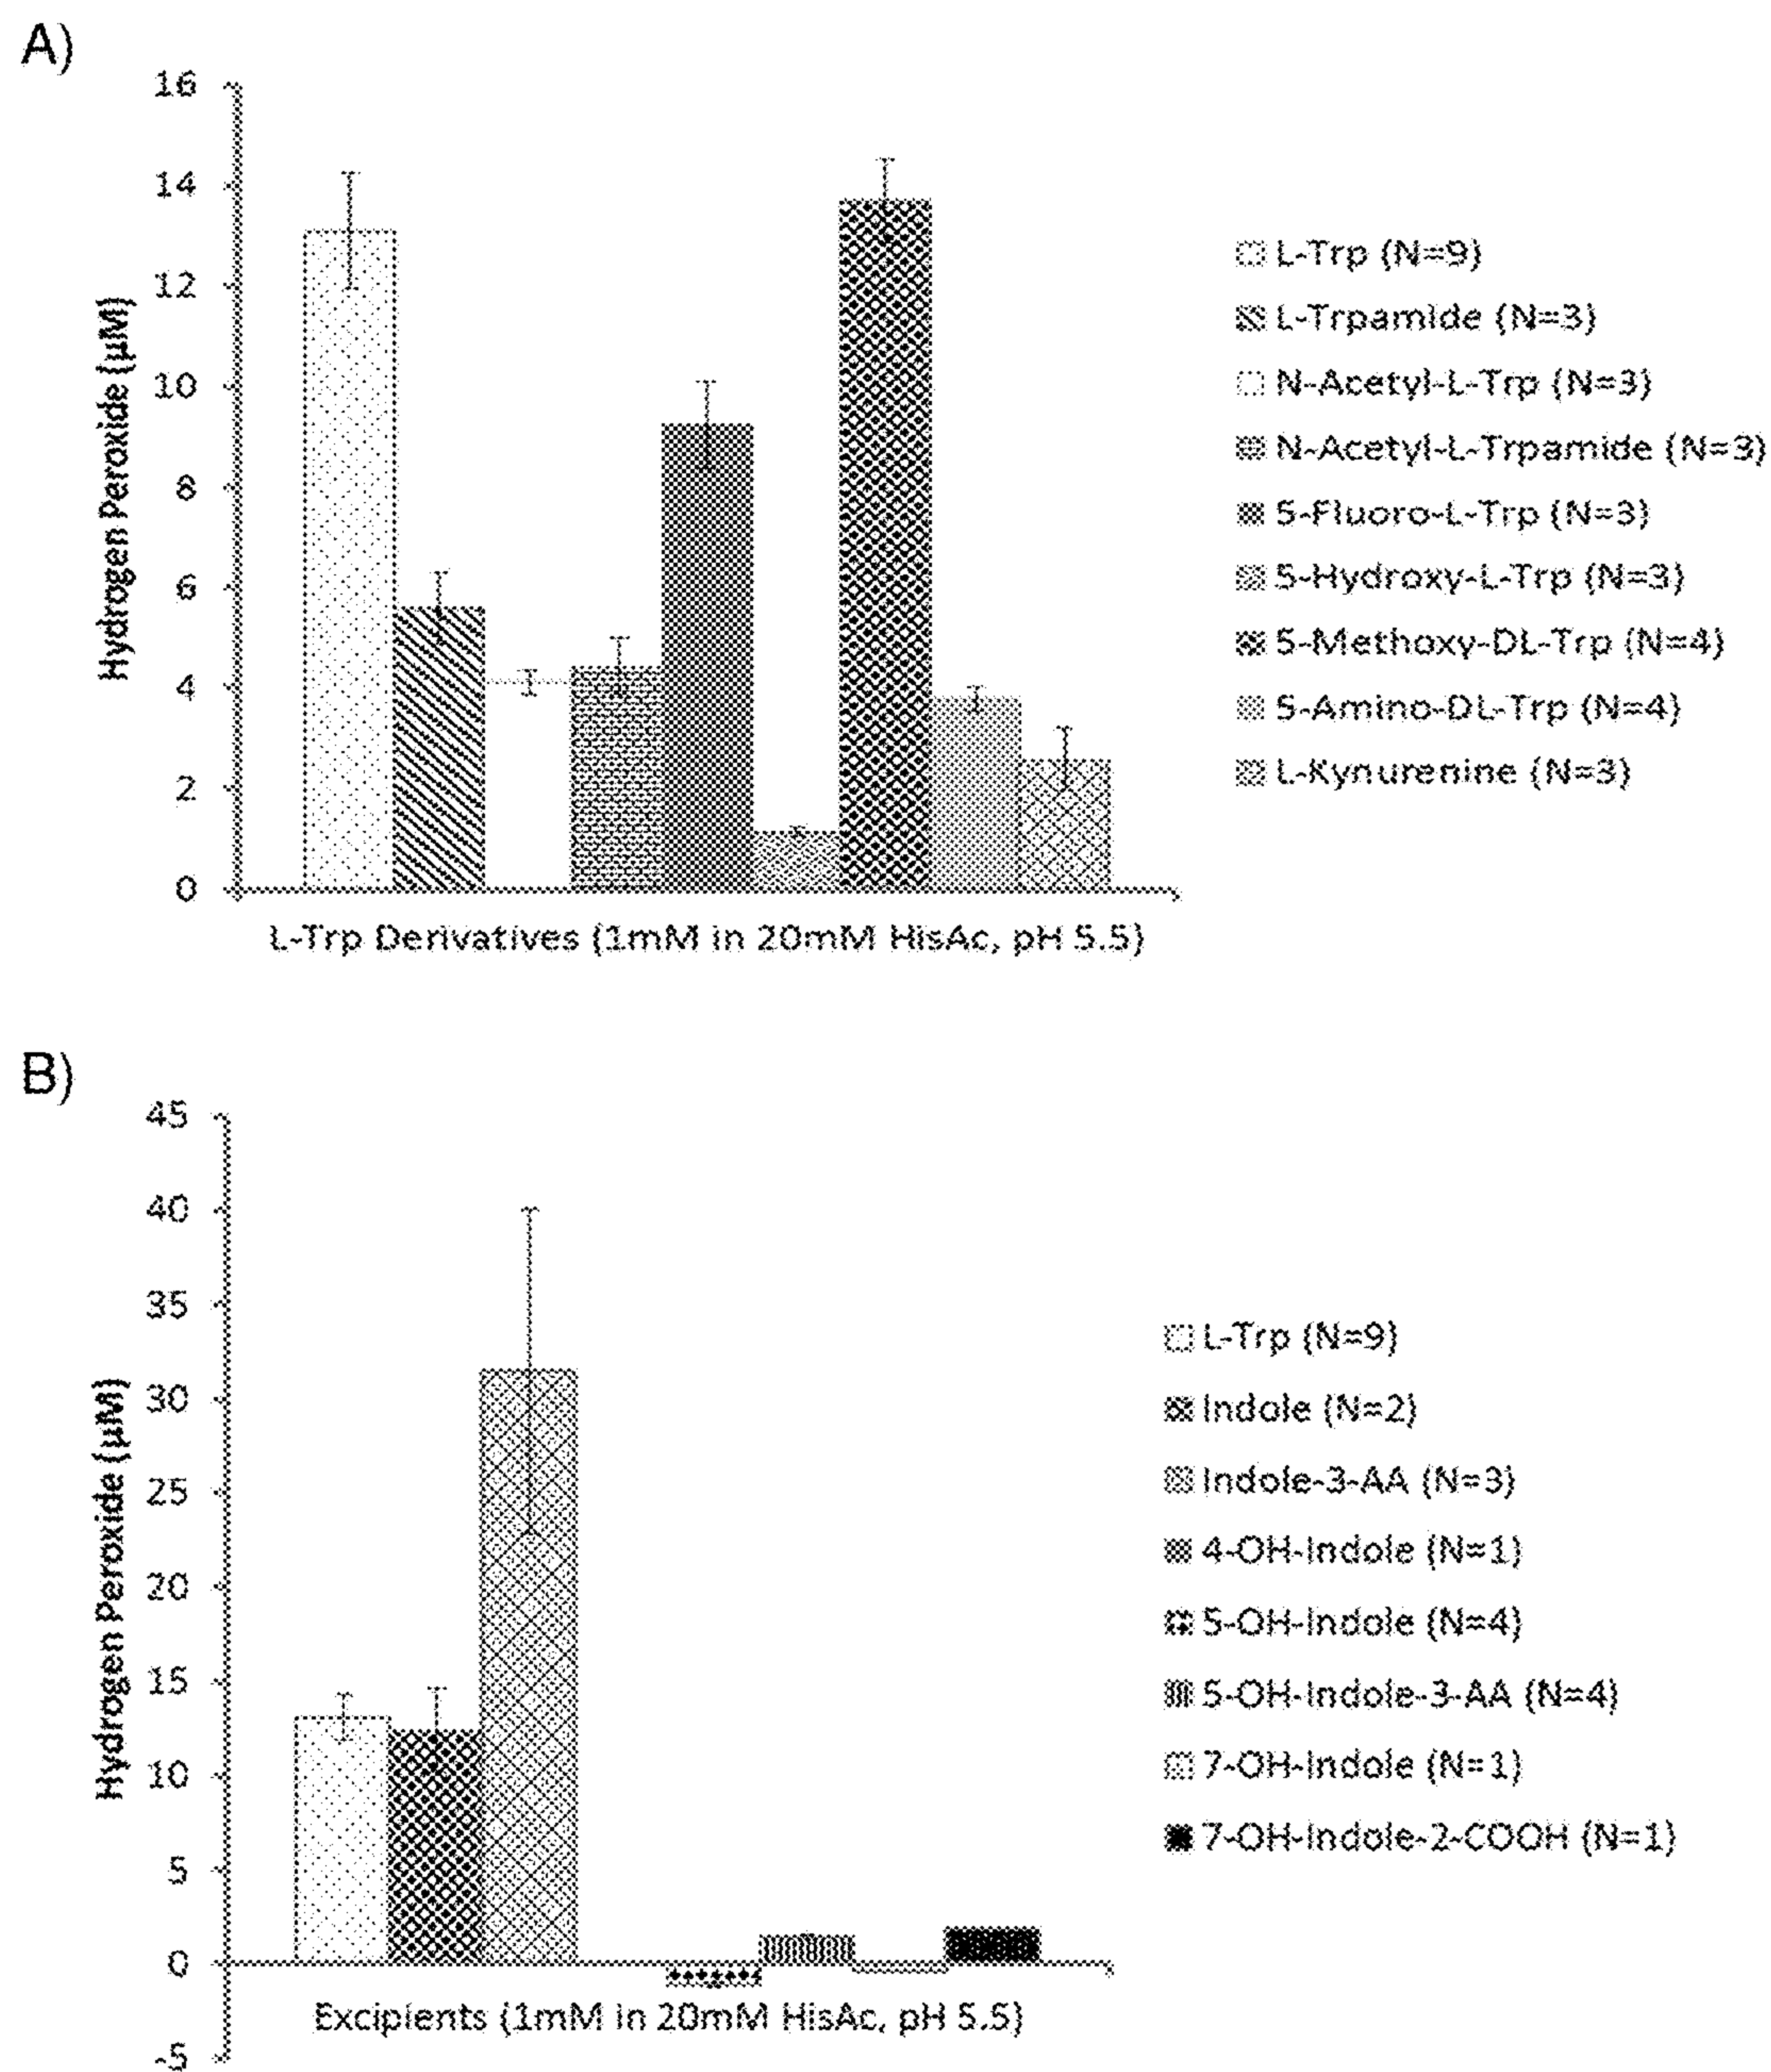 A)
16
14
12
10
8
6
4
2
0
Hydrogen Peroxide (µM)
L-Trp Derivatives (1mM in 20mM HisAc, pH 5.5)
L-Trp (N=9)
L-Trpamide (N=3)
N-Acetyl-L-Trp (N=3)
N-Acetyl-L-Trpamide (N=3)
5-Fluoro-L-Trp (N=3)
5-Hydroxy-L-Trp (N=3)
5-Methoxy-DL-Trp (N=4)
5-Amino-DL-Trp (N=4)
L-Kynurenine (N=3)
B)
45
40
35
30
25
20
15
10
5
0
-5
Hydrogen Peroxide (µM)
Excipients (1mM in 20mM HisAc, pH 5.5)
L-Trp (N=9)
Indole (N=2)
Indole-3-AA (N=3)
4-OH-Indole (N=1)
5-OH-Indole (N=4)
5-OH-Indole-3-AA (N=4)
7-OH-Indole (N=1)
7-OH-Indole-2-COOH (N=1)